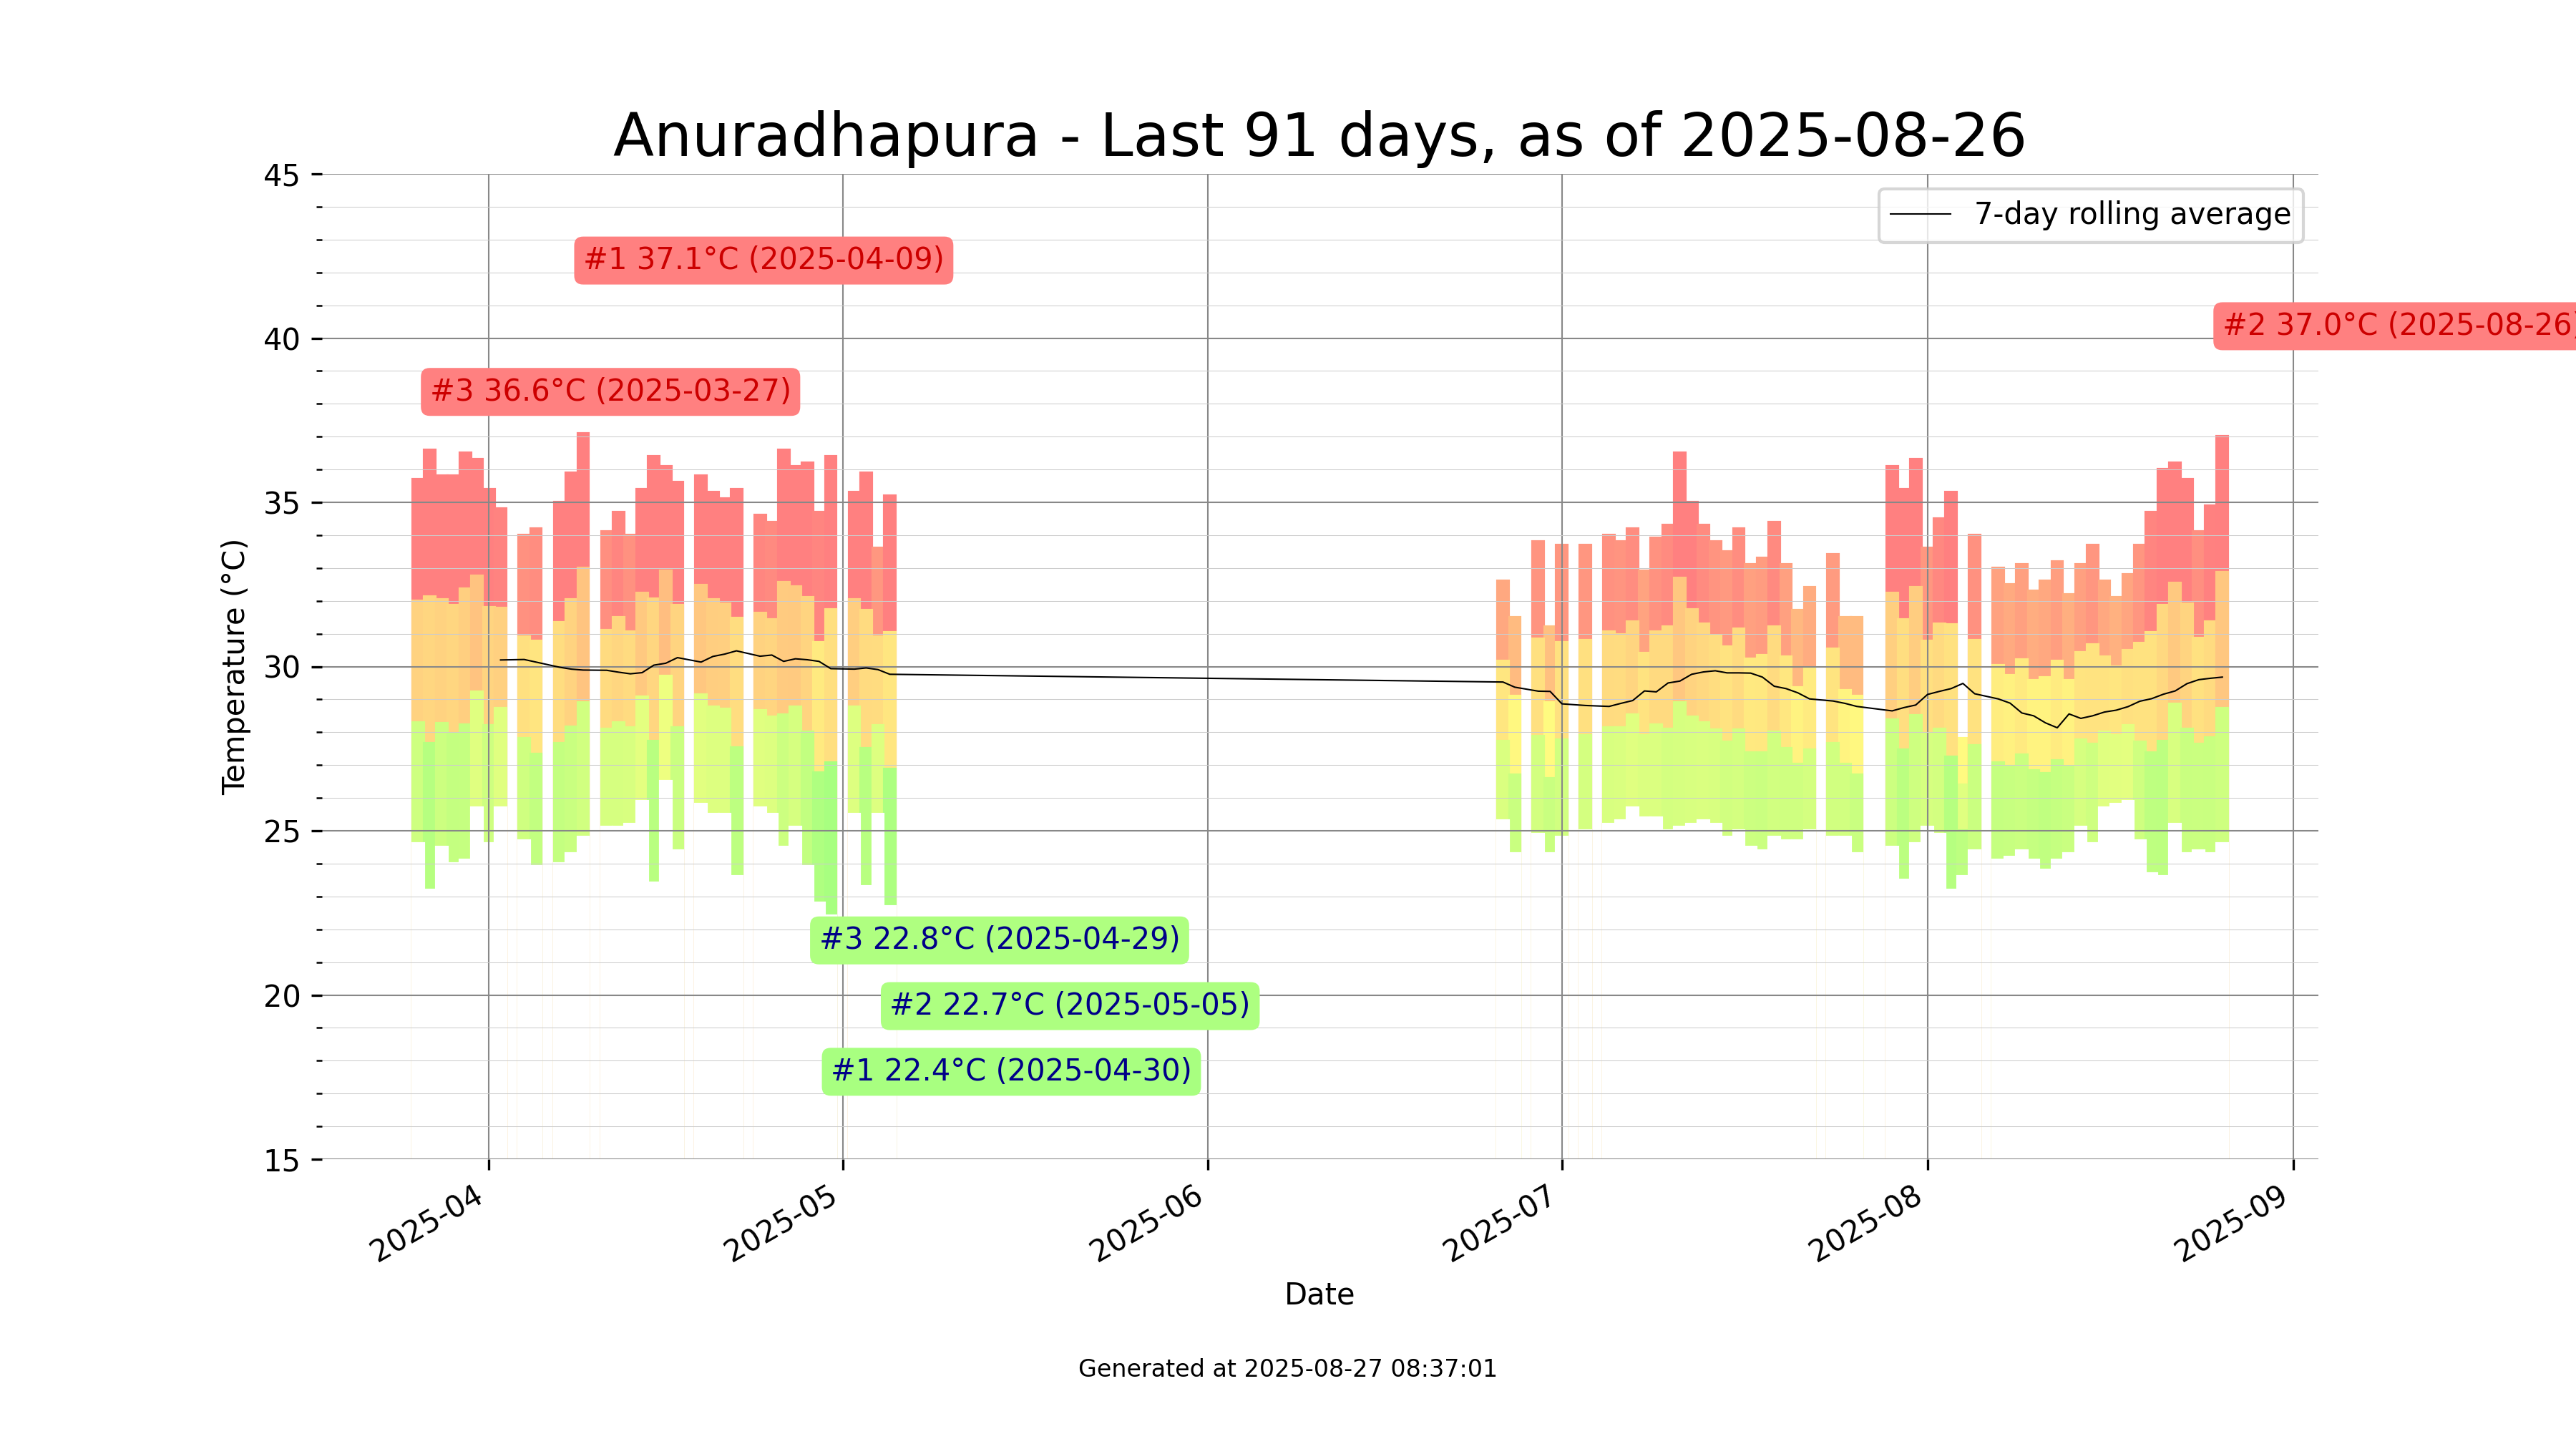 Anuradhapura - Last 91 days, as of 2025-08-26
7-day rolling average
#1 37.1°C (2025-04-09)
#2 37.0°C (2025-08-26)
#3 36.6°C (2025-03-27)
#3 22.8°C (2025-04-29)
#2 22.7°C (2025-05-05)
#1 22.4°C (2025-04-30)
Temperature (°C)
45
40
35
30
25
20
15
2025-04
2025-05
2025-06
2025-07
2025-08
2025-09
Date
Generated at 2025-08-27 08:37:01